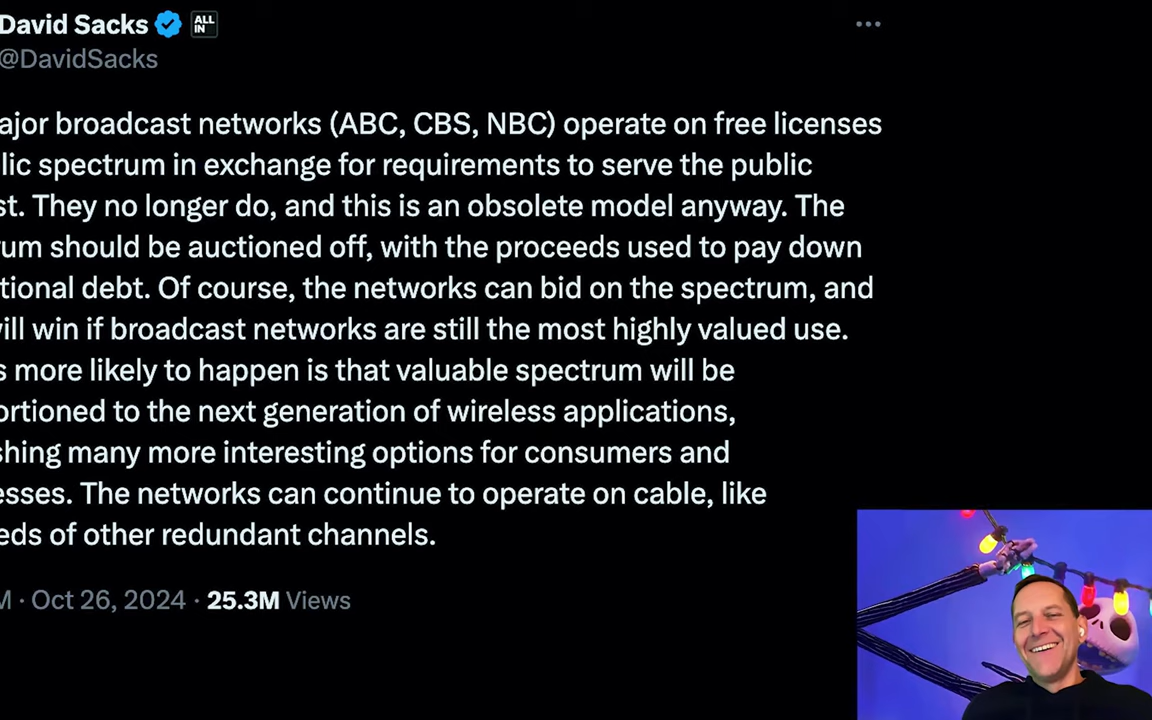 David Sacks ALL IN
@DavidSacks
ajor broadcast networks (ABC, CBS, NBC) operate on free licenses
lic spectrum in exchange for requirements to serve the public
st. They no longer do, and this is an obsolete model anyway. The
rum should be auctioned off, with the proceeds used to pay down
tional debt. Of course, the networks can bid on the spectrum, and
will win if broadcast networks are still the most highly valued use.
s more likely to happen is that valuable spectrum will be
ortioned to the next generation of wireless applications,
shing many more interesting options for consumers and
esses. The networks can continue to operate on cable, like
eds of other redundant channels.
M · Oct 26, 2024 · 25.3M Views